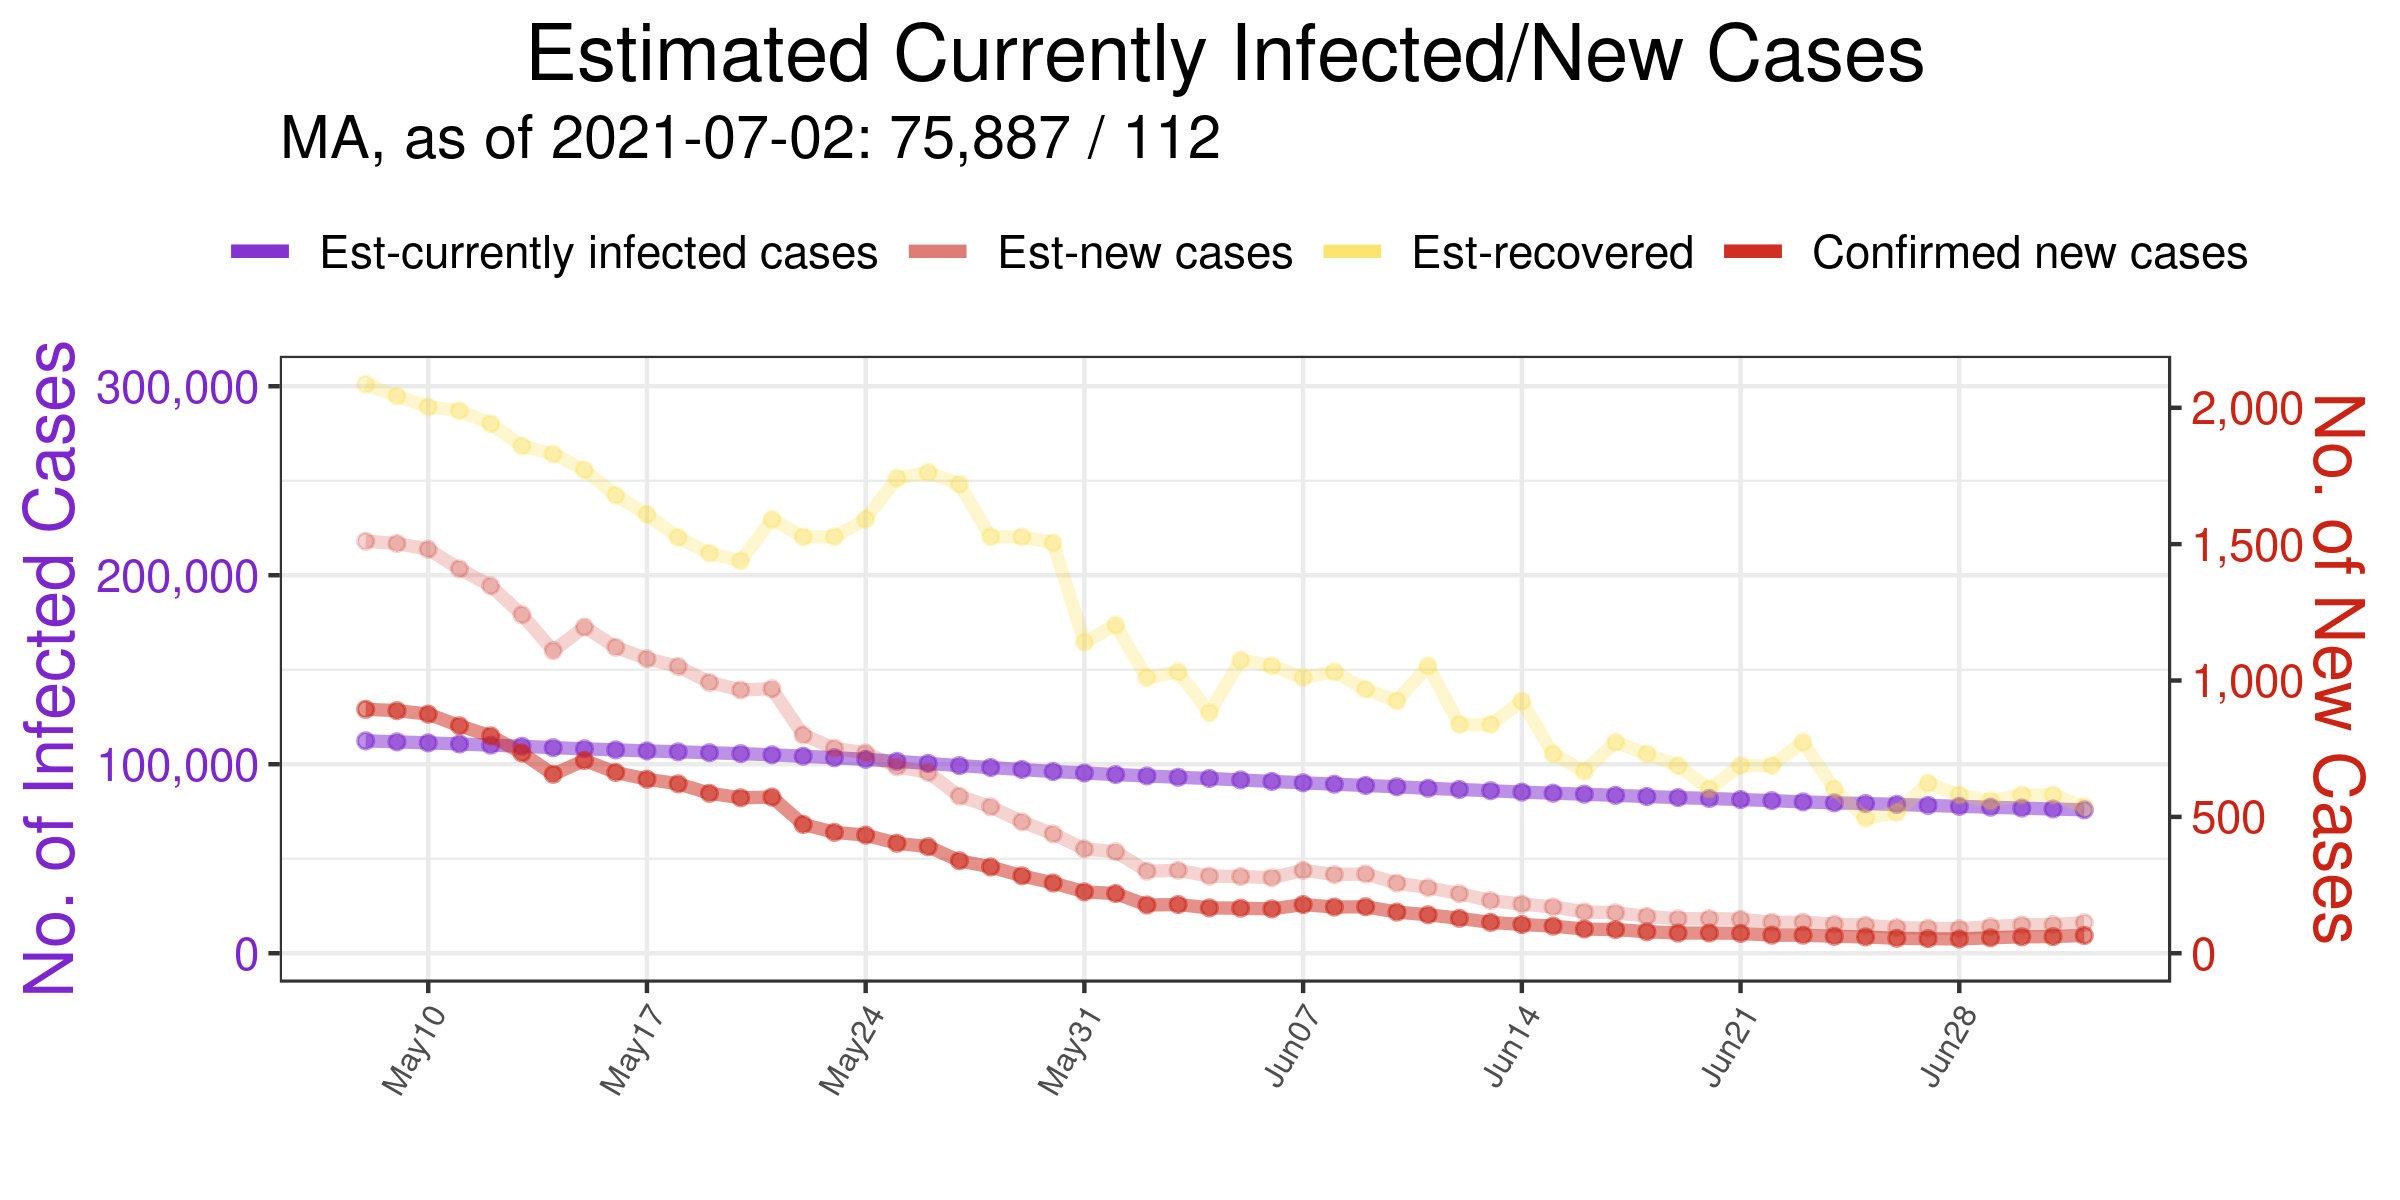 Estimated Currently Infected/New Cases
MA, as of 2021-07-02: 75,887 / 112
Est-currently infected cases Est-new cases Est-recovered Confirmed new cases
No. of Infected Cases
300,000
200,000
100,000
0
2,000
1,500
1,000
500
0
No. of New Cases
May10 May17 May24 May31 Jun07 Jun14 Jun21 Jun28